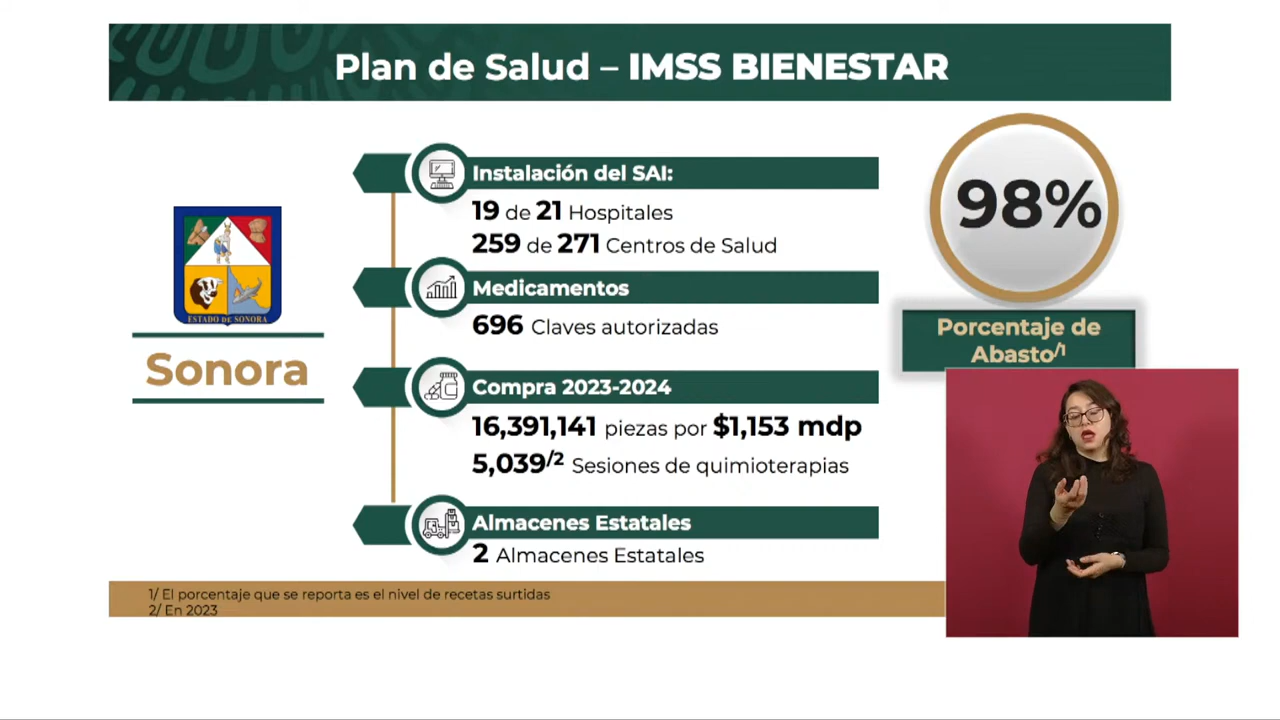 Plan de Salud – IMSS BIENESTAR
ESTADO DE SONORA
Sonora
Instalación del SAI:
19 de 21 Hospitales
259 de 271 Centros de Salud
Medicamentos
696 Claves autorizadas
Compra 2023-2024
16,391,141 piezas por $1,153 mdp
5,039/2 Sesiones de quimioterapias
Almacenes Estatales
2 Almacenes Estatales
98%
Porcentaje de
Abasto/1
1/ El porcentaje que se reporta es el nivel de recetas surtidas
2/ En 2023